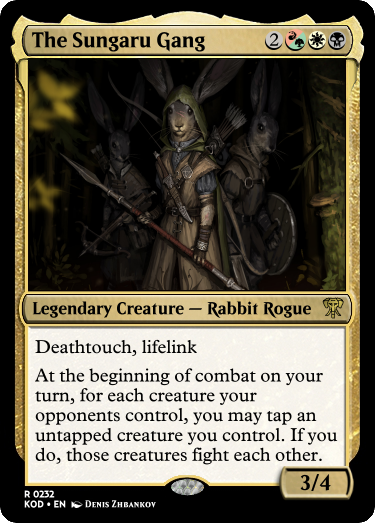 The Sungaru Gang 2
Legendary Creature — Rabbit Rogue
Deathtouch, lifelink
At the beginning of combat on your
turn, for each creature your
opponents control, you may tap an
untapped creature you control. If you
do, those creatures fight each other.
3/4
R 0232
KOD • EN Denis Zhbankov